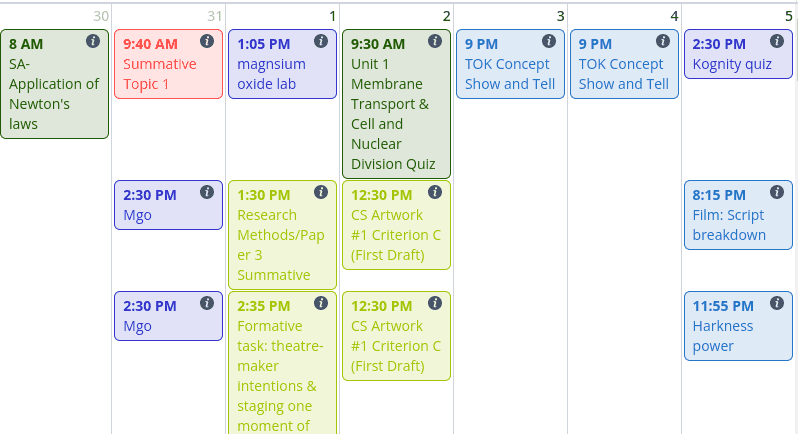 30
31
1
2
3
4
5
8 AM
SA-
Application of
Newton's
laws
9:40 AM
Summative
Topic 1
1:05 PM
magnsium
oxide lab
9:30 AM
Unit 1
Membrane
Transport &
Cell and
Nuclear
Division Quiz
9 PM
TOK Concept
Show and Tell
9 PM
TOK Concept
Show and Tell
2:30 PM
Kognity quiz
2:30 PM
Mgo
1:30 PM
Research
Methods/Pap
er 3
Summative
12:30 PM
CS Artwork
#1 Criterion C
(First Draft)
8:15 PM
Film: Script
breakdown
2:30 PM
Mgo
2:35 PM
Formative
task: theatre-
maker
intentions &
staging one
moment of
12:30 PM
CS Artwork
#1 Criterion C
(First Draft)
11:55 PM
Harkness
power